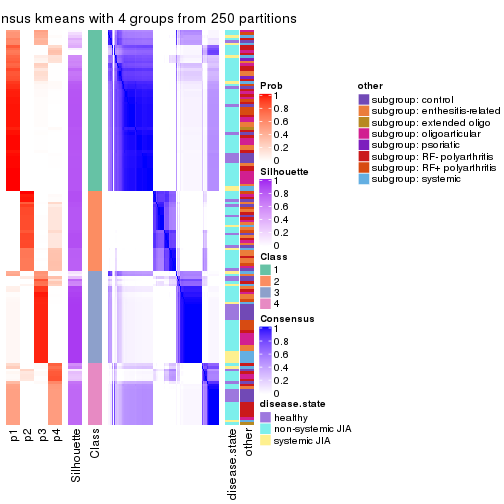 nsus kmeans with 4 groups from 250 partitions
Prob
1
0.8
0.6
0.4
0.2
0
Silhouette
1
0.8
0.6
0.4
0.2
0
Class
1
2
3
4
Consensus
1
0.8
0.6
0.4
0.2
0
disease.state
healthy
non-systemic JIA
systemic JIA
other
subgroup: control
subgroup: enthesitis-related
subgroup: extended oligo
subgroup: oligoarticular
subgroup: psoriatic
subgroup: RF- polyarthritis
subgroup: RF+ polyarthritis
subgroup: systemic
p1
p2
p3
p4
Silhouette
Class
disease.state
other